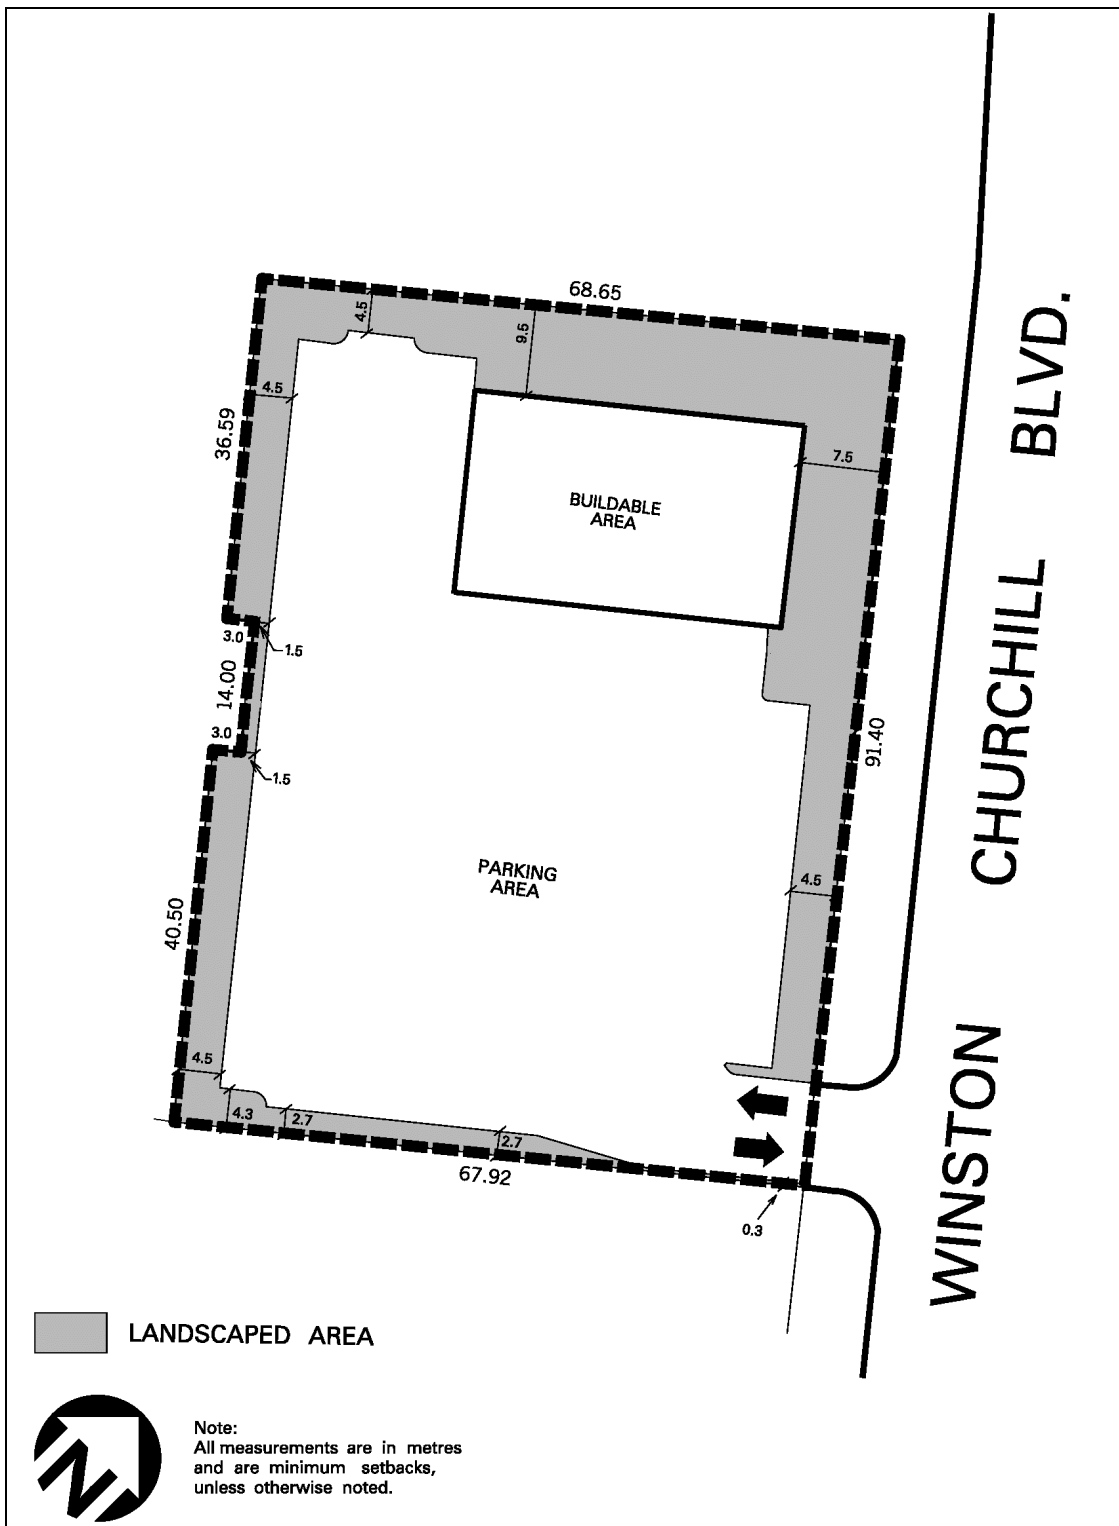 68.65
4.5
9.5
BLVD.
4.5
36.59
7.5
BUILDABLE
AREA
CHURCHILL
3.0
1.5
14.00
3.0
91.40
1.5
PARKING
AREA
4.5
40.50
WINSTON
4.5
4.3
2.7
2.7
67.92
0.3
LANDSCAPED AREA
N
Note:
All measurements are in metres
and are minimum setbacks,
unless otherwise noted.